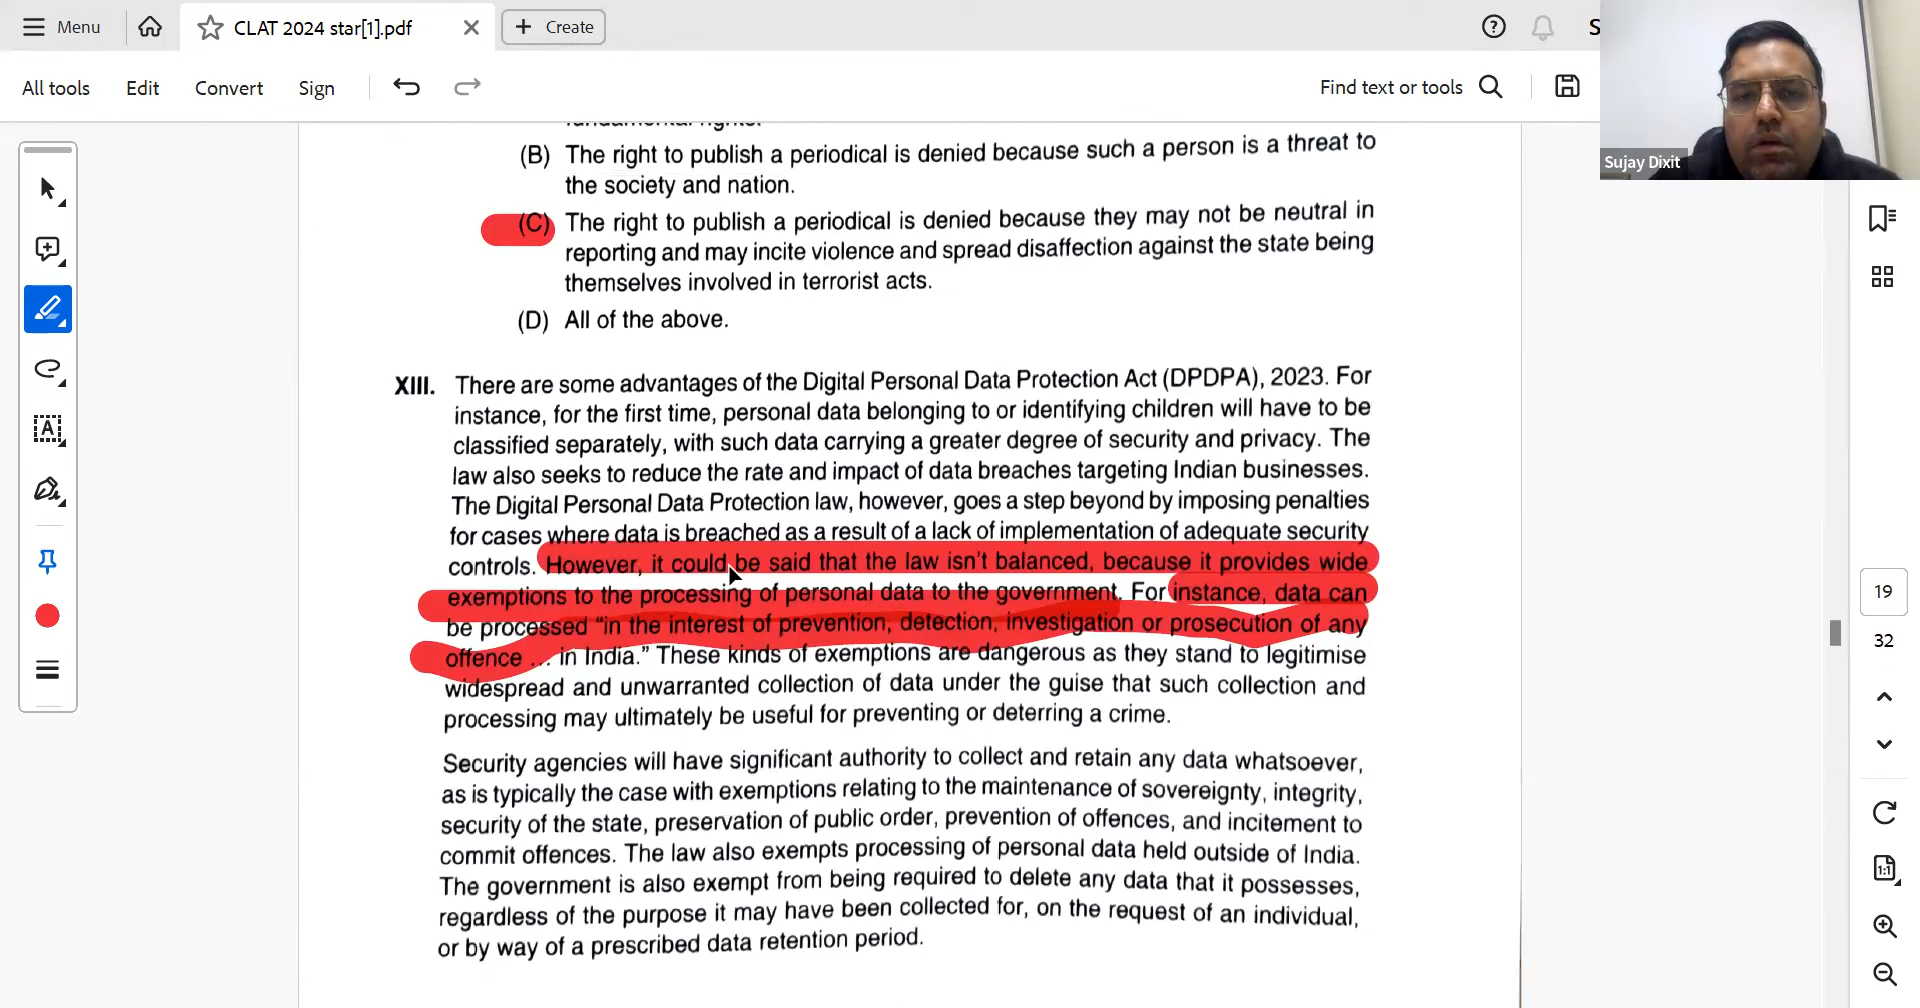 Menu
CLAT 2024 star[1].pdf
Create
All tools
Edit
Convert
Sign
Find text or tools
Sujay Dixit
fundamental rights.
(B) The right to publish a periodical is denied because such a person is a threat to
the society and nation.
(C) The right to publish a periodical is denied because they may not be neutral in
reporting and may incite violence and spread disaffection against the state being
themselves involved in terrorist acts.
(D) All of the above.
XIII. There are some advantages of the Digital Personal Data Protection Act (DPDPA), 2023. For
instance, for the first time, personal data belonging to or identifying children will have to be
classified separately, with such data carrying a greater degree of security and privacy. The
law also seeks to reduce the rate and impact of data breaches targeting Indian businesses.
The Digital Personal Data Protection law, however, goes a step beyond by imposing penalties
for cases where data is breached as a result of a lack of implementation of adequate security
controls. However, it could be said that the law isn't balanced, because it provides wide
exemptions to the processing of personal data to the government. For instance, data can
be processed “in the interest of prevention, detection, investigation or prosecution of any
offence ... in India.” These kinds of exemptions are dangerous as they stand to legitimise
widespread and unwarranted collection of data under the guise that such collection and
processing may ultimately be useful for preventing or deterring a crime.
Security agencies will have significant authority to collect and retain any data whatsoever,
as is typically the case with exemptions relating to the maintenance of sovereignty, integrity,
security of the state, preservation of public order, prevention of offences, and incitement to
commit offences. The law also exempts processing of personal data held outside of India.
The government is also exempt from being required to delete any data that it possesses,
regardless of the purpose it may have been collected for, on the request of an individual,
or by way of a prescribed data retention period.
19
32
1:1